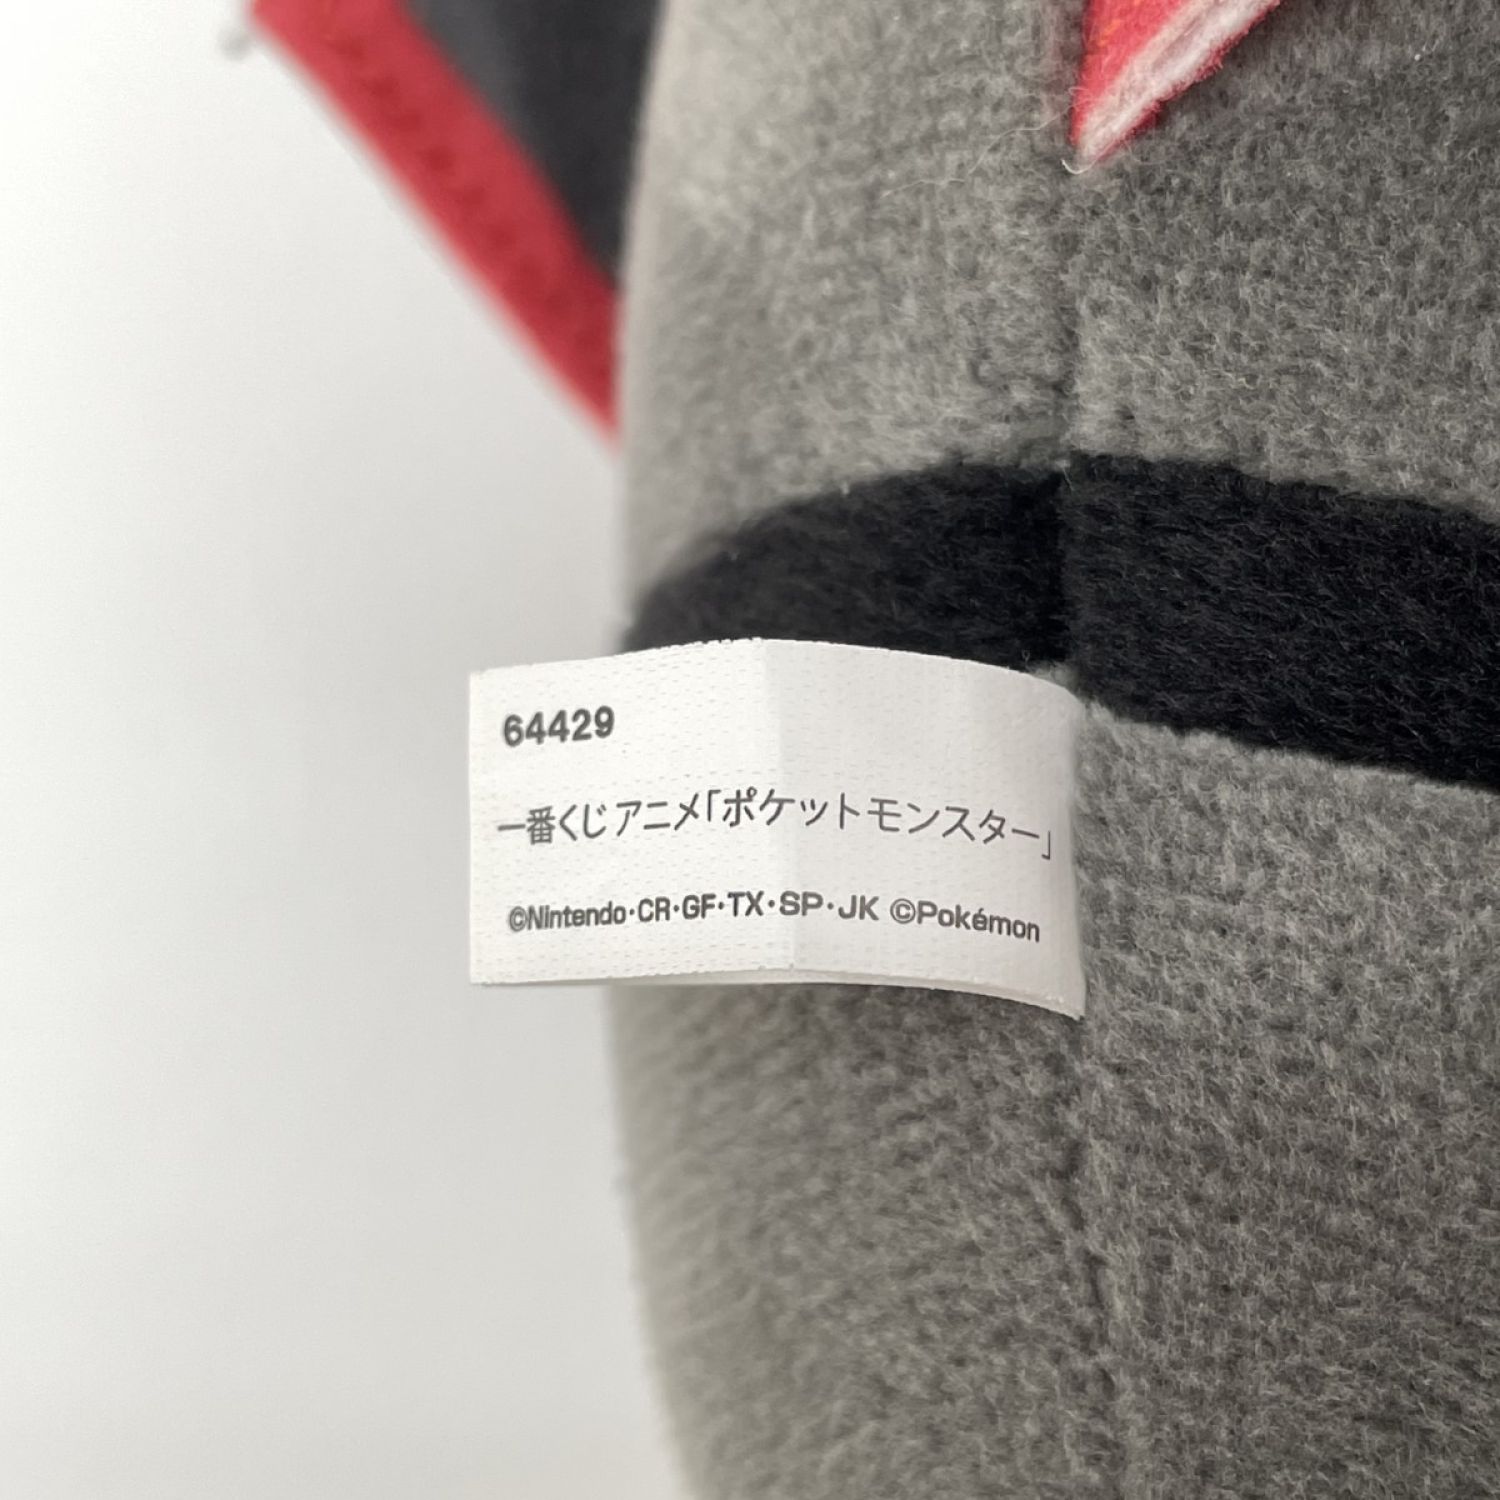 64429
一番くじ アニメ「ポケットモンスター」
©Nintendo･CR･GF･TX･SP･JK ©Pokémon